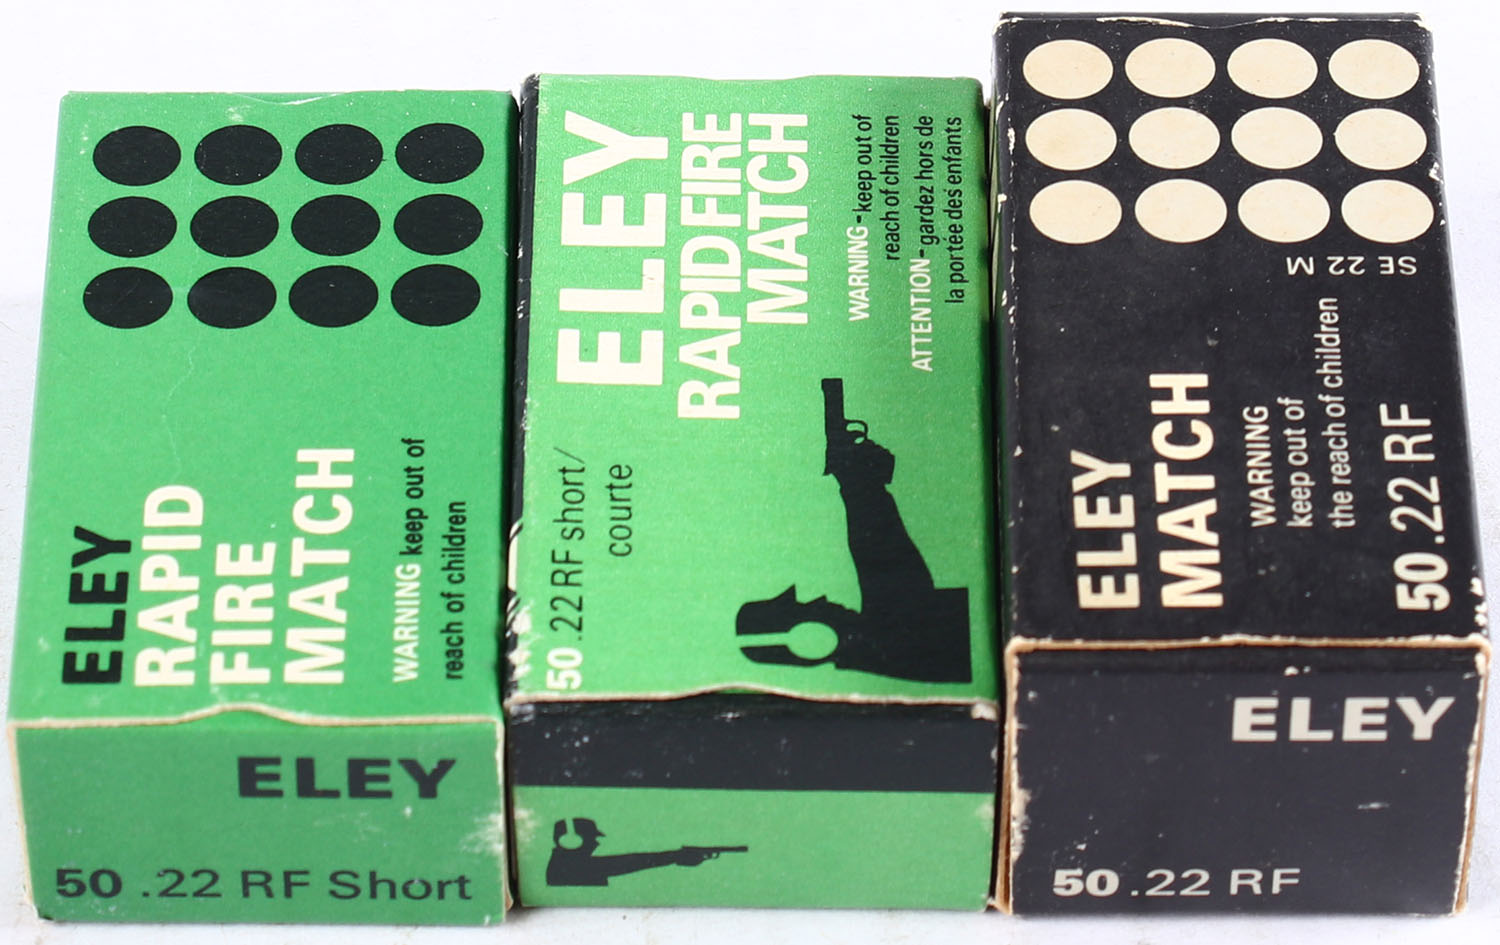 ELEY
RAPID
FIRE
MATCH
WARNING keep out of
reach of children
ELEY
50 .22 RF Short
ELEY
RAPID FIRE
MATCH
WARNING-keep out of
reach of children
ATTENTION-gardez hors de
la portée des enfants
50 .22 RF short/
courte
SE 22 M
ELEY
MATCH
WARNING
keep out of
the reach of children
50 .22 RF
ELEY
50 .22 RF